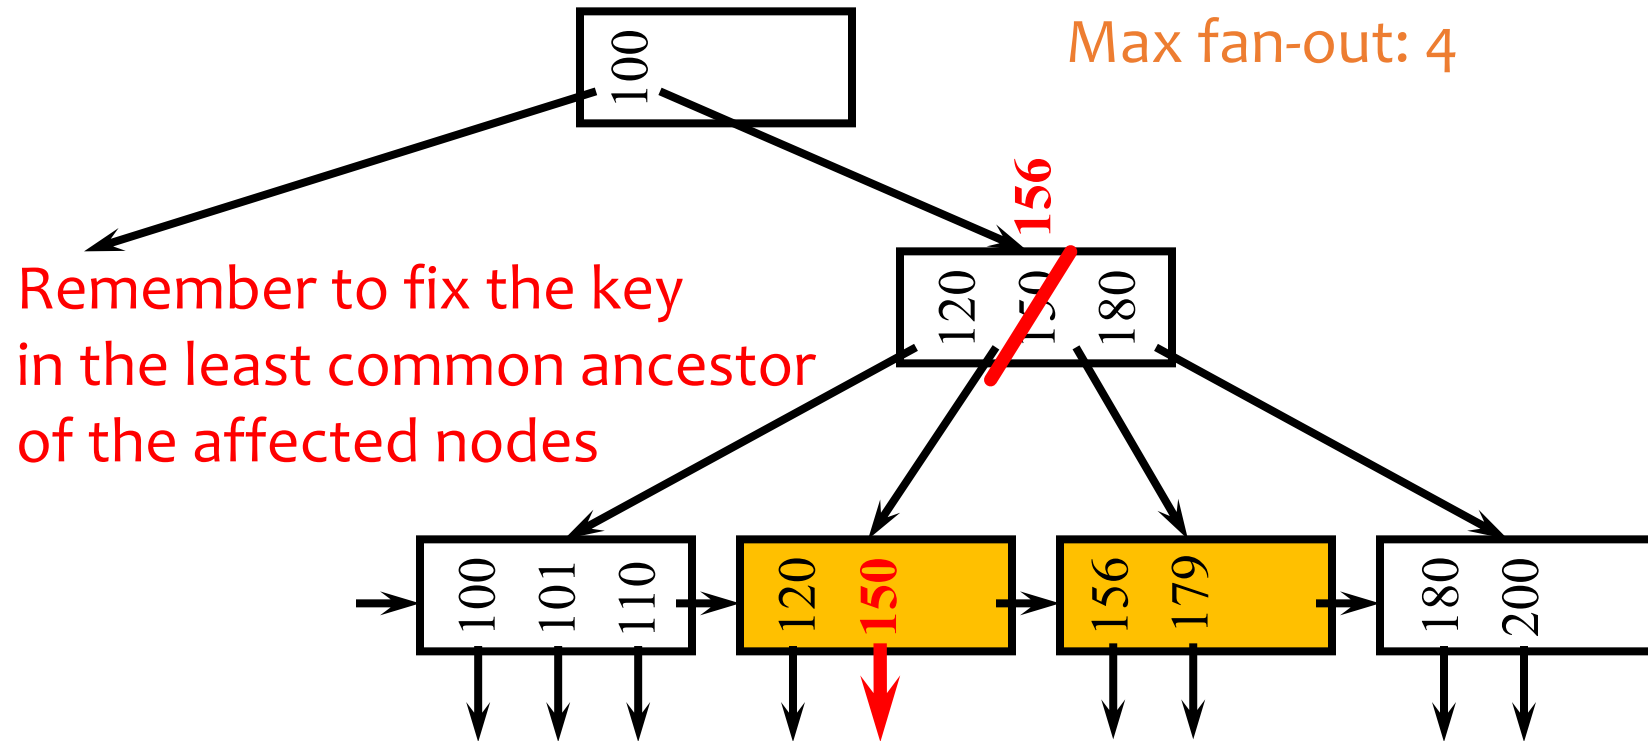 100
Max fan-out: 4
156
Remember to fix the key
in the least common ancestor
of the affected nodes
120 150 180
100 101 110
120 150
156 179
180 200